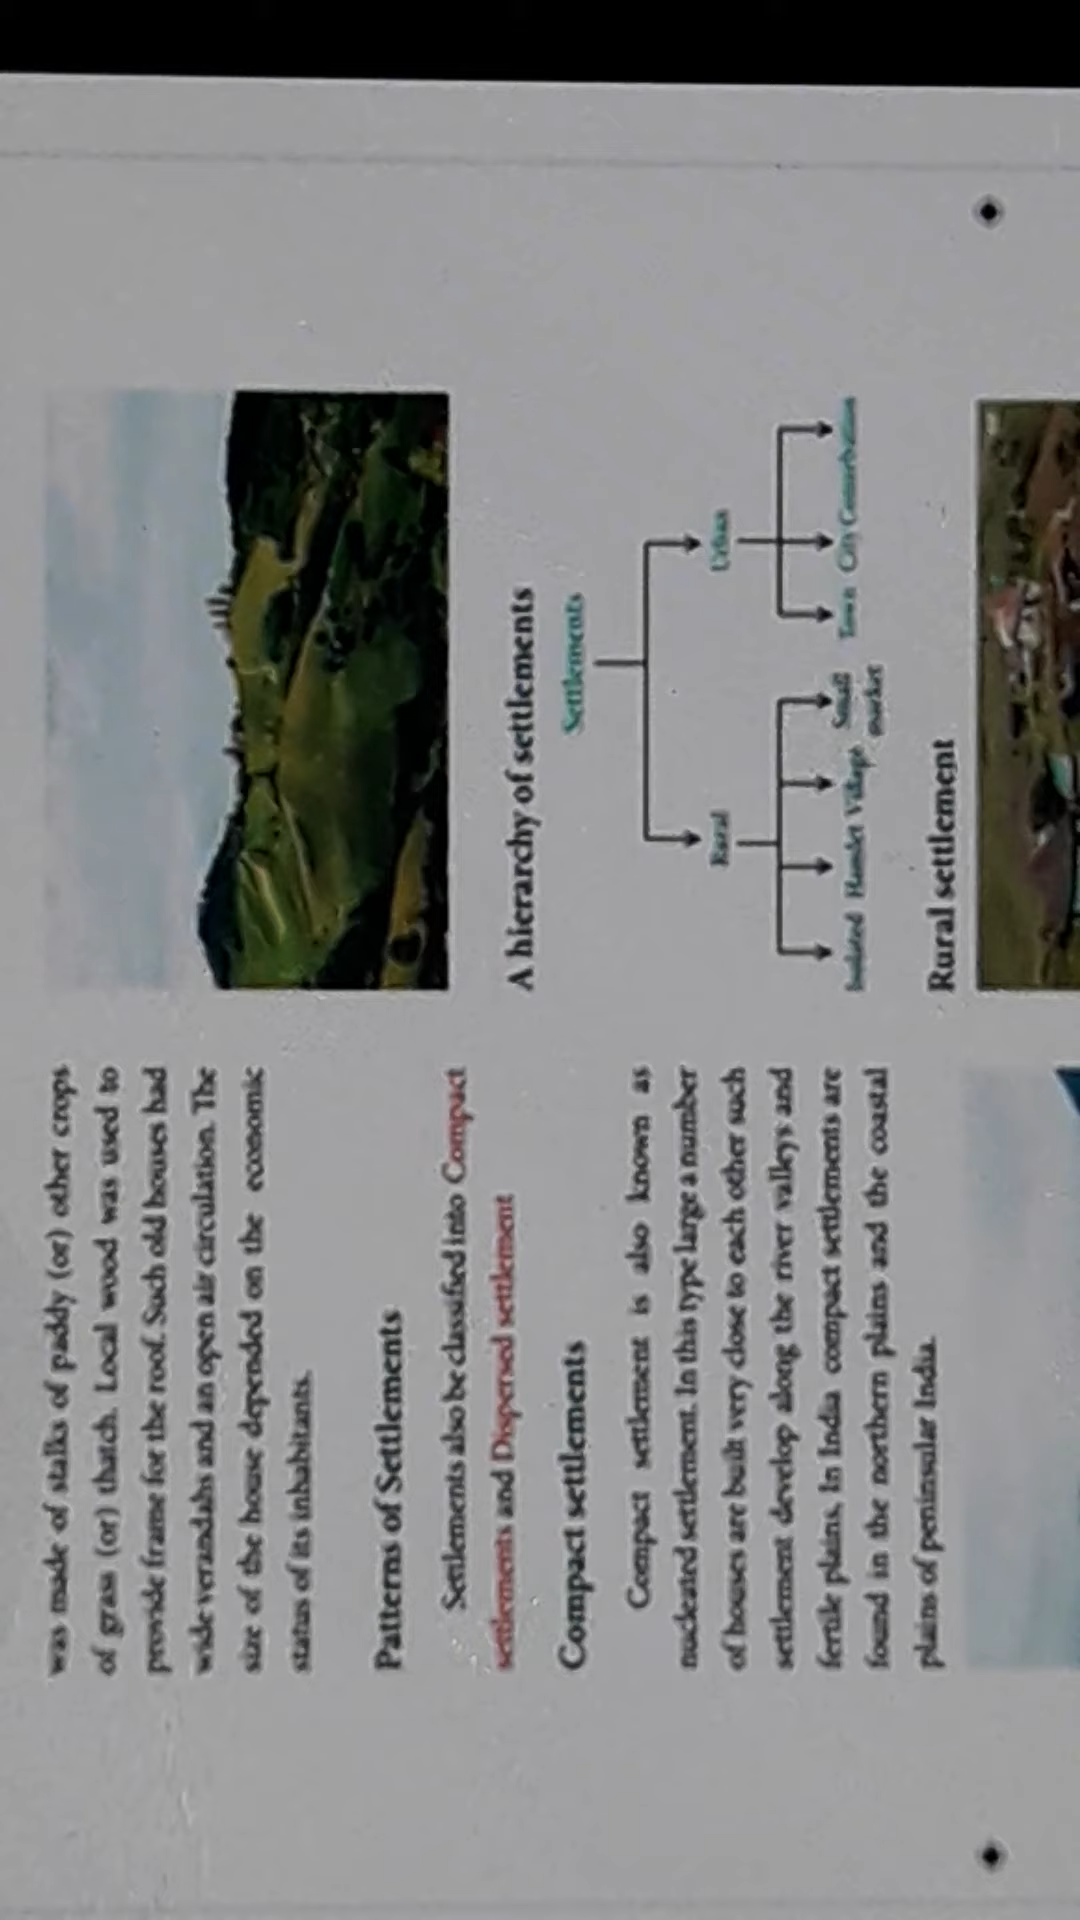 was made of stalks of paddy (or) other crops
of grass (or) thatch. Local wood was used to
provide frame for the roof. Such old houses had
wide verandahs and an open air circulation. The
size of the house depended on the economic
status of its inhabitants.
Patterns of Settlements
Settlements also be classified into Compact
settlements and Dispersed settlement
Compact settlements
Compact settlement is also known as
nucleated settlement. In this type large a number
of houses are built very close to each other such
settlement develop along the river valleys and
fertile plains. In India compact settlements are
found in the northern plains and the coastal
plains of peninsular India.
A hierarchy of settlements
Settlements
Rural Urban
Isolated Hamlet Village Small market Town City Conurbation
Rural settlement